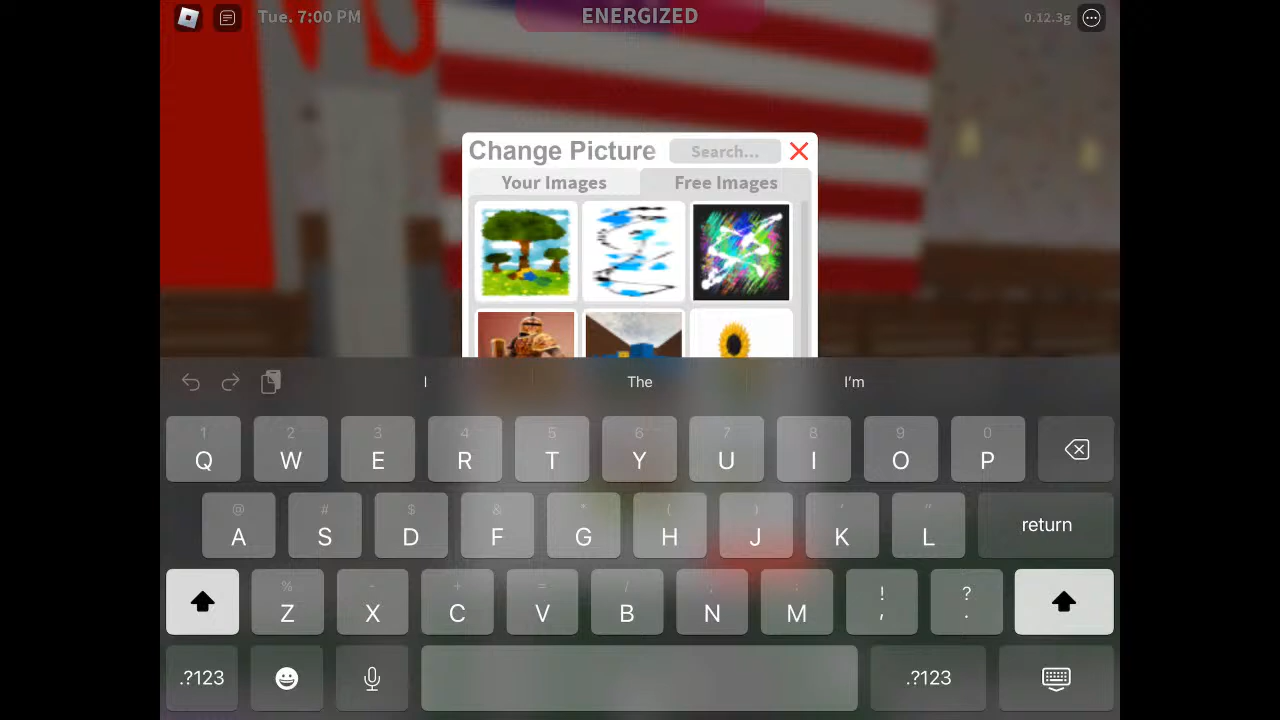 Tue. 7:00 PM
ENERGIZED
0.12.3g
Change Picture
Search...
Your Images
Free Images
I
The
I'm
1 2 3 4 5 6 7 8 9 0
Q W E R T Y U I O P
@ # $ & * ( ) ' "
A S D F G H J K L
return
% - + = / ; : ! ?
Z X C V B N M , .
.?123
.?123